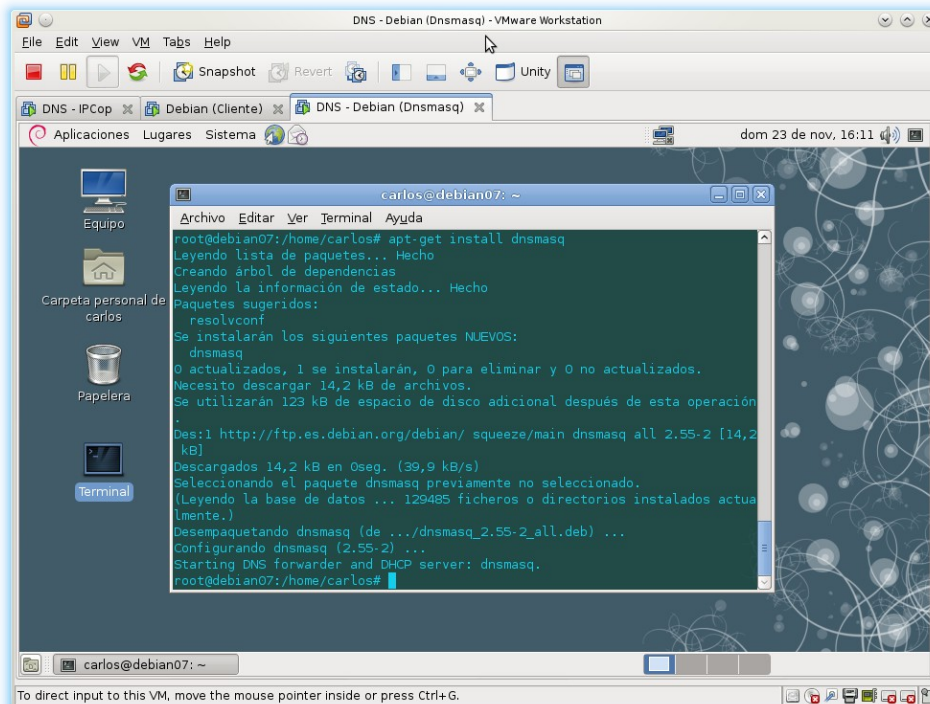 DNS - Debian (Dnsmasq) - VMware Workstation
File Edit View VM Tabs Help
Snapshot Revert Unity
DNS - IPCop Debian (Cliente) DNS - Debian (Dnsmasq)
Aplicaciones Lugares Sistema dom 23 de nov, 16:11
Equipo
Carpeta personal de
carlos
Papelera
Terminal
carlos@debian07: ~
Archivo Editar Ver Terminal Ayuda
root@debian07:/home/carlos# apt-get install dnsmasq
Leyendo lista de paquetes... Hecho
Creando árbol de dependencias
Leyendo la información de estado... Hecho
Paquetes sugeridos:
resolvconf
Se instalarán los siguientes paquetes NUEVOS:
dnsmasq
0 actualizados, 1 se instalarán, 0 para eliminar y 0 no actualizados.
Necesito descargar 14,2 kB de archivos.
Se utilizarán 123 kB de espacio de disco adicional después de esta operación
.
Des:1 http://ftp.es.debian.org/debian/ squeeze/main dnsmasq all 2.55-2 [14,2
kB]
Descargados 14,2 kB en 0seg. (39,9 kB/s)
Seleccionando el paquete dnsmasq previamente no seleccionado.
(Leyendo la base de datos ... 129485 ficheros o directorios instalados actua
lmente.)
Desempaquetando dnsmasq (de .../dnsmasq_2.55-2_all.deb) ...
Configurando dnsmasq (2.55-2) ...
Starting DNS forwarder and DHCP server: dnsmasq.
root@debian07:/home/carlos#
carlos@debian07: ~
To direct input to this VM, move the mouse pointer inside or press Ctrl+G.